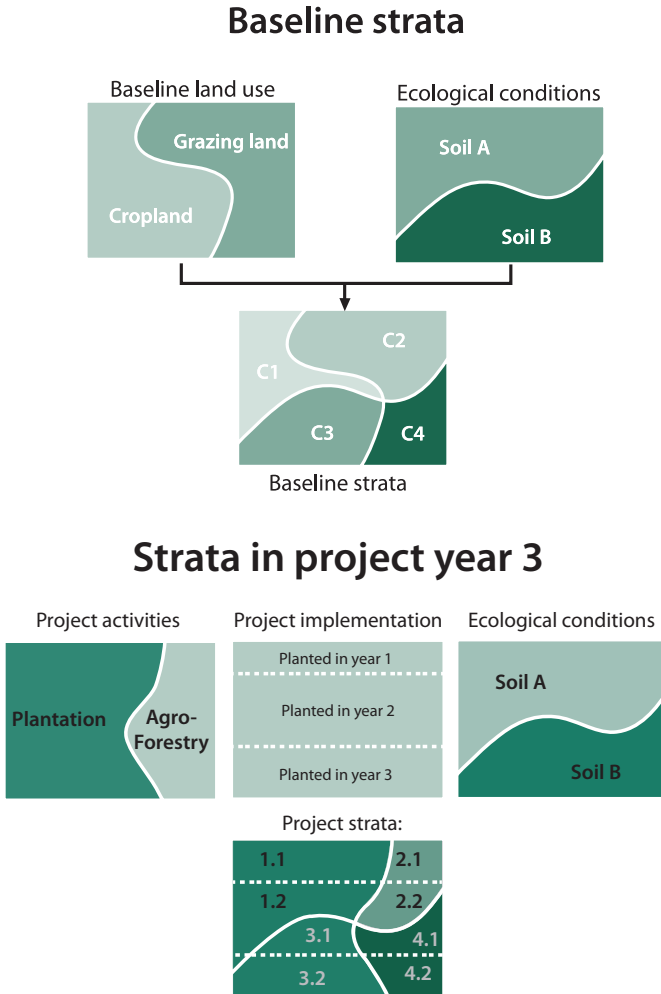 Baseline strata
Baseline land use
Ecological conditions
Grazing land
Cropland
Soil A
Soil B
C1
C2
C3
C4
Baseline strata
Strata in project year 3
Project activities
Project implementation
Ecological conditions
Plantation
Agro-
Forestry
Planted in year 1
Planted in year 2
Planted in year 3
Soil A
Soil B
Project strata:
1.1
2.1
1.2
2.2
3.1
4.1
3.2
4.2